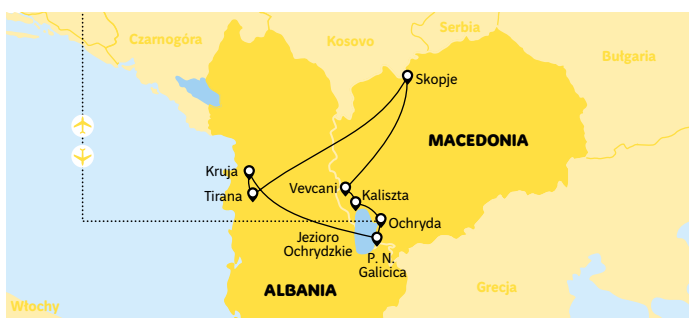 Czarnogóra
Kosovo
Serbia
Bułgaria
Skopje
MACEDONIA
Kruja
Tirana
Vevcani
Kaliszta
Ochryda
Jezioro
Ochrydzkie
P. N.
Galicica
ALBANIA
Grecja
Włochy